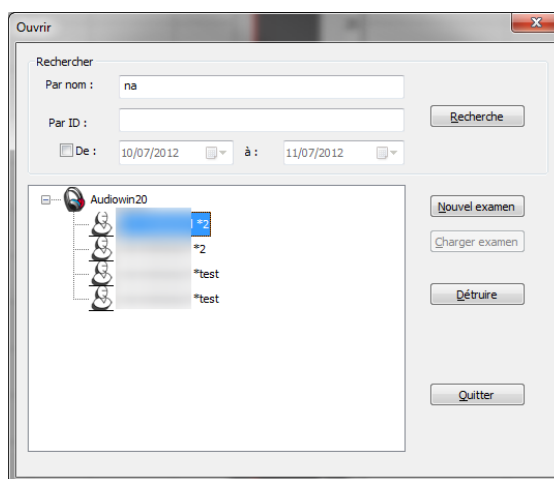 Ouvrir
Rechercher
Par nom :
na
Par ID :
Recherche
De :
10/07/2012
à :
11/07/2012
Audiowin20
*2
*2
*test
*test
Nouvel examen
Charger examen
Détruire
Quitter